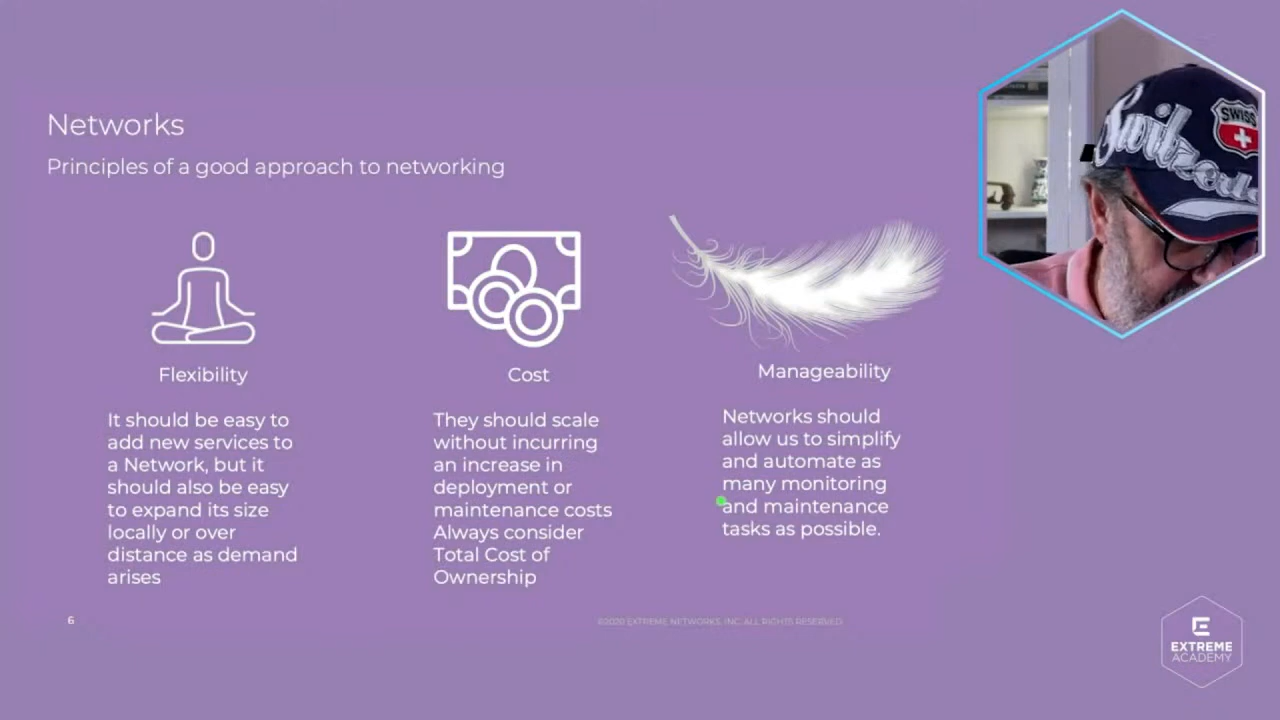 Networks
Principles of a good approach to networking
Flexibility
It should be easy to
add new services to
a Network, but it
should also be easy
to expand its size
locally or over
distance as demand
arises
Cost
They should scale
without incurring
an increase in
deployment or
maintenance costs
Always consider
Total Cost of
Ownership
Manageability
Networks should
allow us to simplify
and automate as
many monitoring
and maintenance
tasks as possible.
SWISS
6
©2020 EXTREME NETWORKS, INC. ALL RIGHTS RESERVED.
EXTREME
ACADEMY